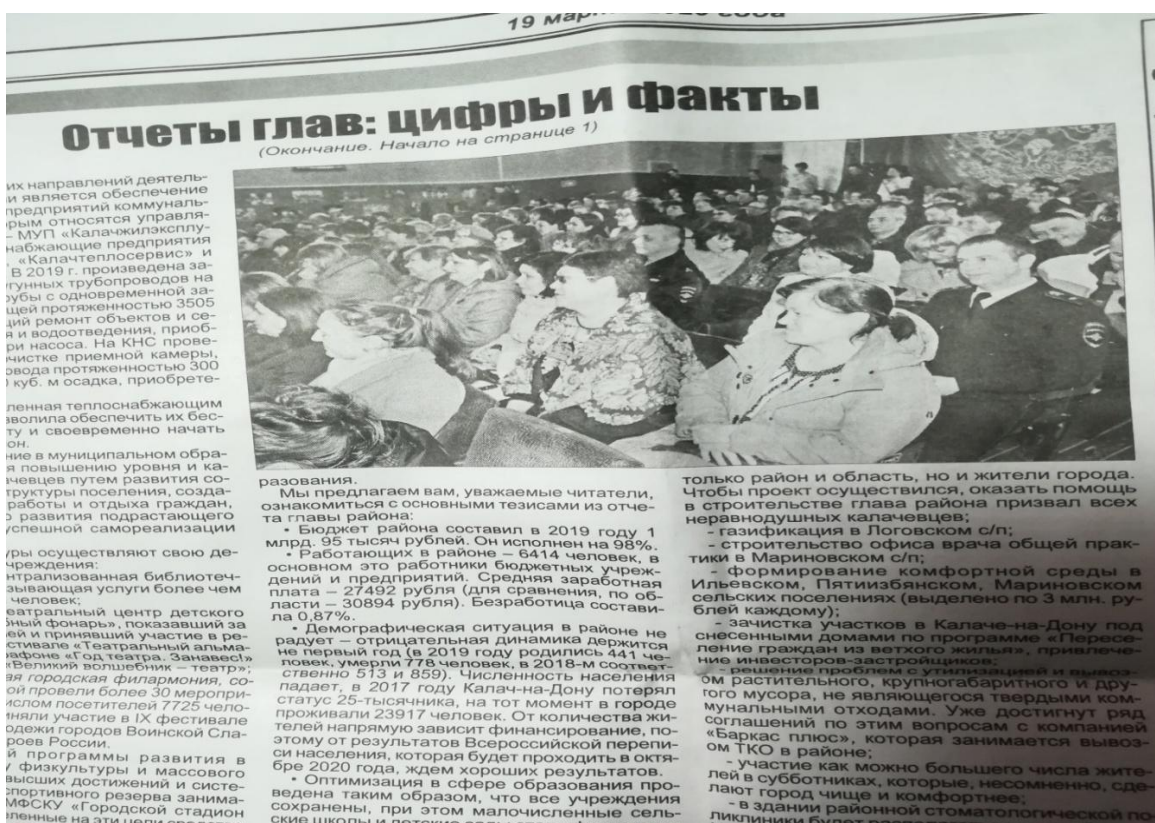 19
Отчеты глав: цифры и факты
(Окончание. Начало на странице 1)
их направлений деятель-
и является обеспечение
предприятий коммуналь-
рым относятся управля-
– МУП «Калачжилэксплу-
набжающие предприятия
«Калачтеплосервис» и
В 2019 г. произведена за-
гунных трубопроводов на
рубы с одновременной за-
щей протяженностью 3505
щий ремонт объектов и се-
я и водоотведения, приоб-
ри насоса. На КНС прове-
чистке приемной камеры,
овода протяженностью 300
куб. м осадка, приобрете-
ленная теплоснабжающим
зволила обеспечить их бес-
ту и своевременно начать
он.
ние в муниципальном обра-
я повышению уровня и ка-
ачевцев путем развития со-
труктуры поселения, созда-
работы и отдыха граждан,
о развития подрастающего
успешной самореализации
уры осуществляют свою де-
чреждения:
нтрализованная библиотеч-
зывающая услуги более чем
человек;
еатральный центр детского
ный фонарь», показавший за
ей и принявший участие в ре-
стивале «Театральный альма-
рафоне «Год театра. Занавес!»
«Великий волшебник – театр»;
ая городская филармония, со-
ой провели более 30 меропри-
ислом посетителей 7725 чело-
иняли участие в IX фестивале
одежи городов Воинской Сла-
роев России.
й программы развития в
у физкультуры и массового
высших достижений и систе-
спортивного резерва занима-
МФСКУ «Городской стадион
разования.
Мы предлагаем вам, уважаемые читатели,
ознакомиться с основными тезисами из отче-
та главы района:
• Бюджет района составил в 2019 году 1
млрд. 95 тысяч рублей. Он исполнен на 98%.
• Работающих в районе – 6414 человек, в
основном это работники бюджетных учреж-
дений и предприятий. Средняя заработная
плата – 27492 рубля (для сравнения, по об-
ласти – 30894 рубля). Безработица состави-
ла 0,87%.
• Демографическая ситуация в районе не
радует – отрицательная динамика держится
не первый год (в 2019 году родились 441 че-
ловек, умерли 778 человек, в 2018-м соответ-
ственно 513 и 859). Численность населения
падает, в 2017 году Калач-на-Дону потерял
статус 25-тысячника, на тот момент в городе
проживали 23917 человек. От количества жи-
телей напрямую зависит финансирование, по-
этому от результатов Всероссийской перепи-
си населения, которая будет проходить в октя-
бре 2020 года, ждем хороших результатов.
• Оптимизация в сфере образования про-
ведена таким образом, что все учреждения
сохранены, при этом малочисленные сель-
только район и область, но и жители города.
Чтобы проект осуществился, оказать помощь
в строительстве глава района призвал всех
неравнодушных калачевцев;
- газификация в Логовском с/п;
- строительство офиса врача общей прак-
тики в Мариновском с/п;
- формирование комфортной среды в
Ильевском, Пятиизбянском, Мариновском
сельских поселениях (выделено по 3 млн. ру-
блей каждому);
- зачистка участков в Калаче-на-Дону под
снесенными домами по программе «Пересе-
ление граждан из ветхого жилья», привлече-
ние инвесторов-застройщиков;
- решение проблем с утилизацией и вывоз-
ом растительного, крупногабаритного и дру-
гого мусора, не являющегося твердыми ком-
мунальными отходами. Уже достигнут ряд
соглашений по этим вопросам с компанией
«Баркас плюс», которая занимается вывоз-
ом ТКО в районе;
- участие как можно большего числа жите-
лей в субботниках, которые, несомненно, сде-
лают город чище и комфортнее;
- в здании районной стоматологической по-